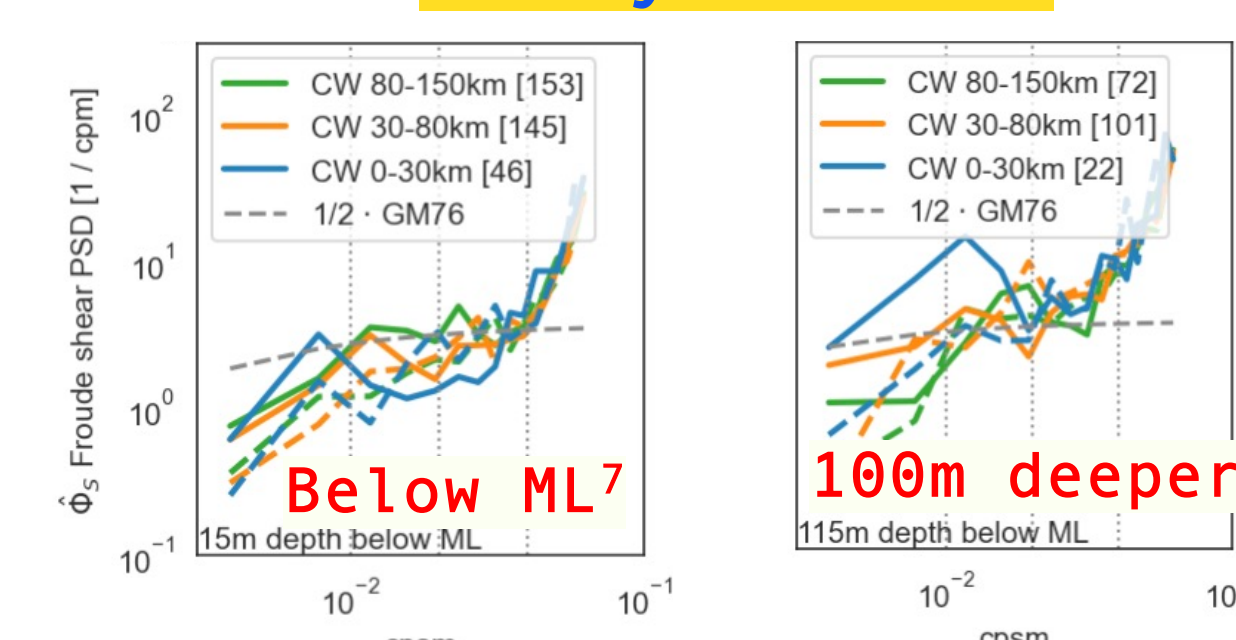 Φ̂S Froude shear PSD [1 / cpm]
10²
10¹
10⁰
10⁻¹
CW 80-150km [153]
CW 30-80km [145]
CW 0-30km [46]
1/2 · GM76
Below ML⁷
15m depth below ML
10⁻²
10⁻¹
CW 80-150km [72]
CW 30-80km [101]
CW 0-30km [22]
1/2 · GM76
100m deeper
115m depth below ML
10⁻²
10
cpsm